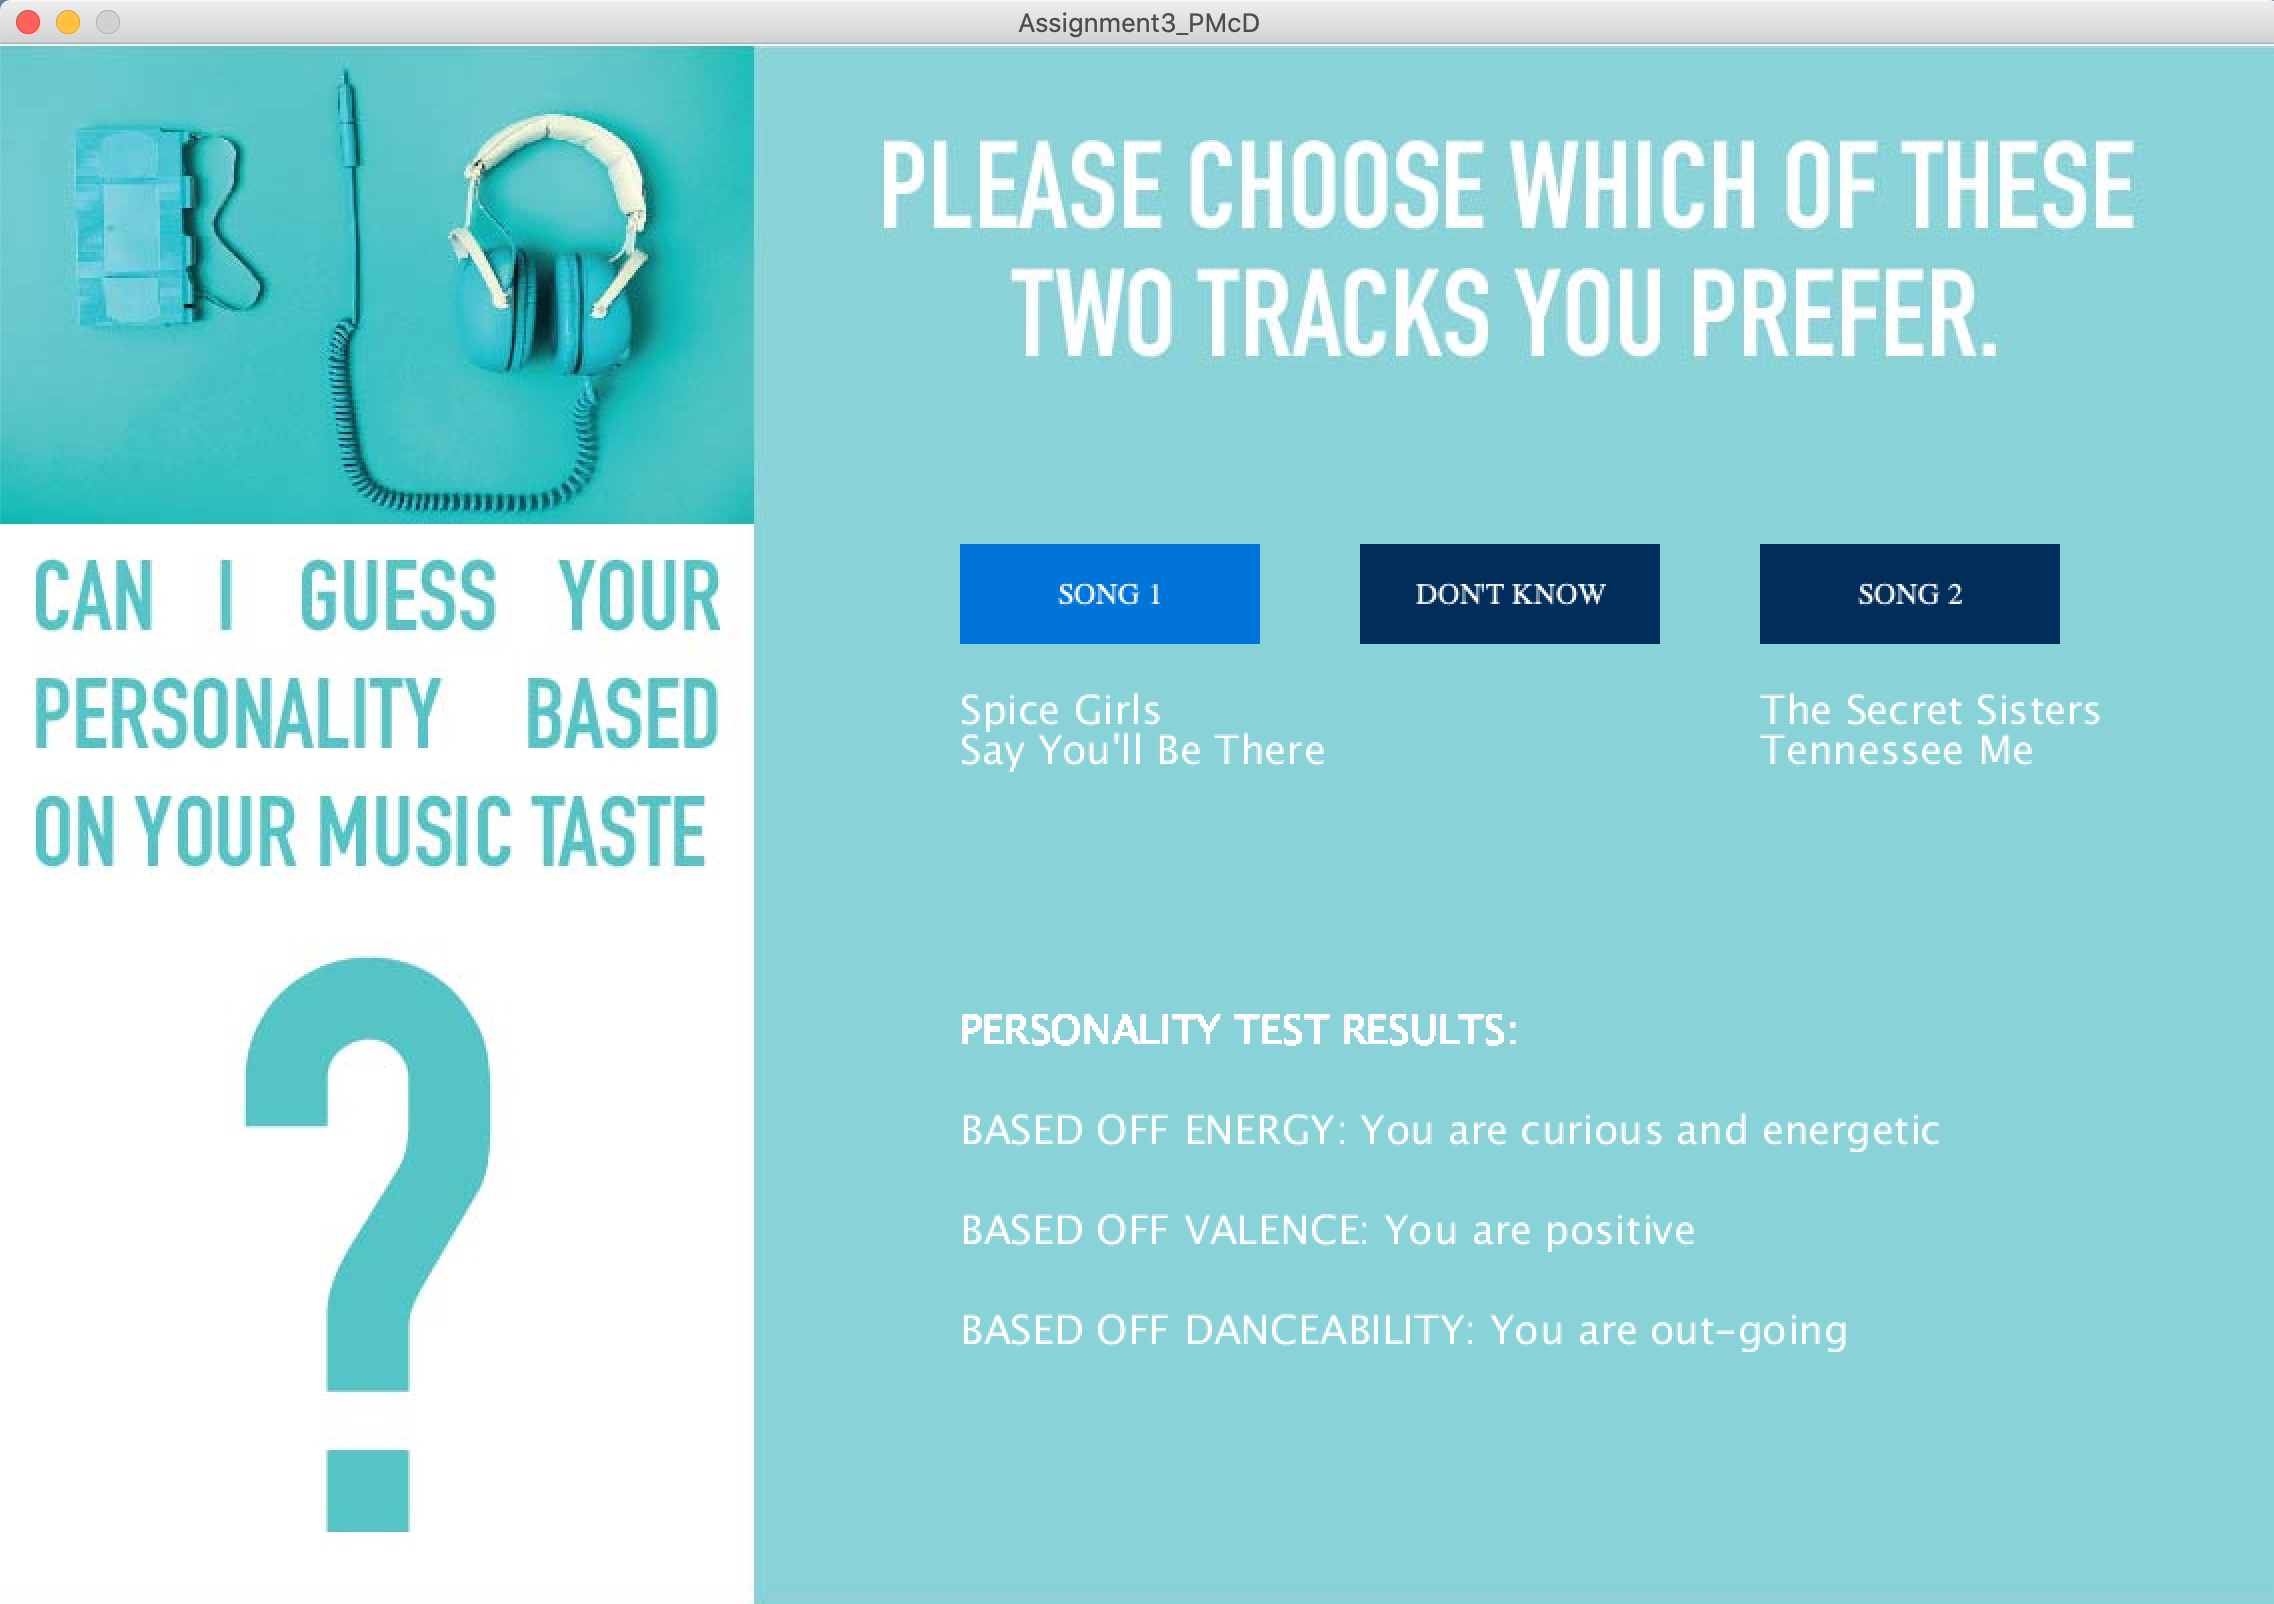 Assignment3_PMcD
CAN I GUESS YOUR
PERSONALITY BASED
ON YOUR MUSIC TASTE
?
PLEASE CHOOSE WHICH OF THESE
TWO TRACKS YOU PREFER.
SONG 1
DON'T KNOW
SONG 2
Spice Girls
Say You'll Be There
The Secret Sisters
Tennessee Me
PERSONALITY TEST RESULTS:
BASED OFF ENERGY: You are curious and energetic
BASED OFF VALENCE: You are positive
BASED OFF DANCEABILITY: You are out-going